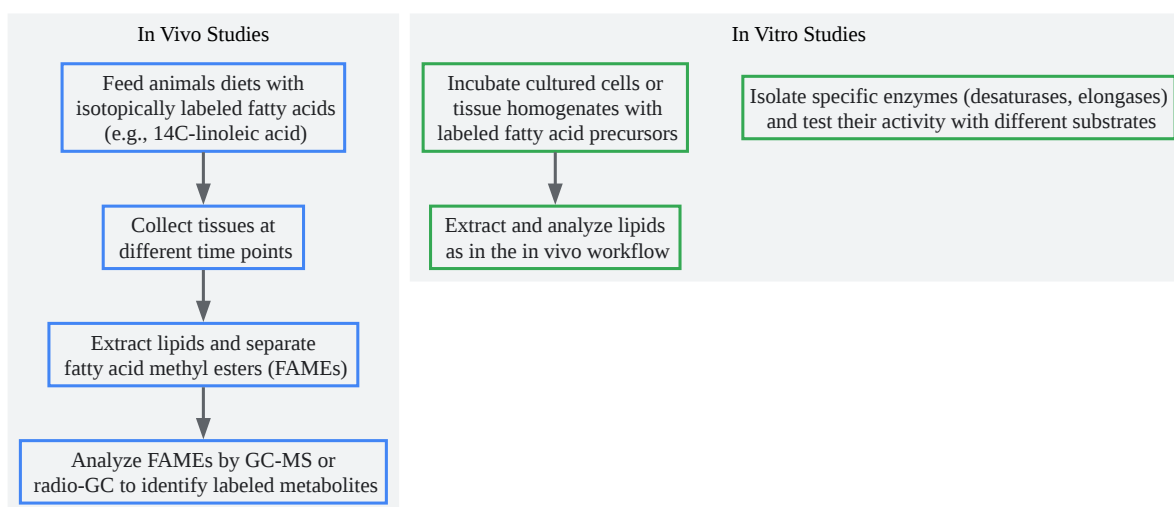 In Vivo Studies
Feed animals diets with
isotopically labeled fatty acids
(e.g., 14C-linoleic acid)
Collect tissues at
different time points
Extract lipids and separate
fatty acid methyl esters (FAMEs)
Analyze FAMEs by GC-MS or
radio-GC to identify labeled metabolites
In Vitro Studies
Incubate cultured cells or
tissue homogenates with
labeled fatty acid precursors
Extract and analyze lipids
as in the in vivo workflow
Isolate specific enzymes (desaturases, elongases)
and test their activity with different substrates